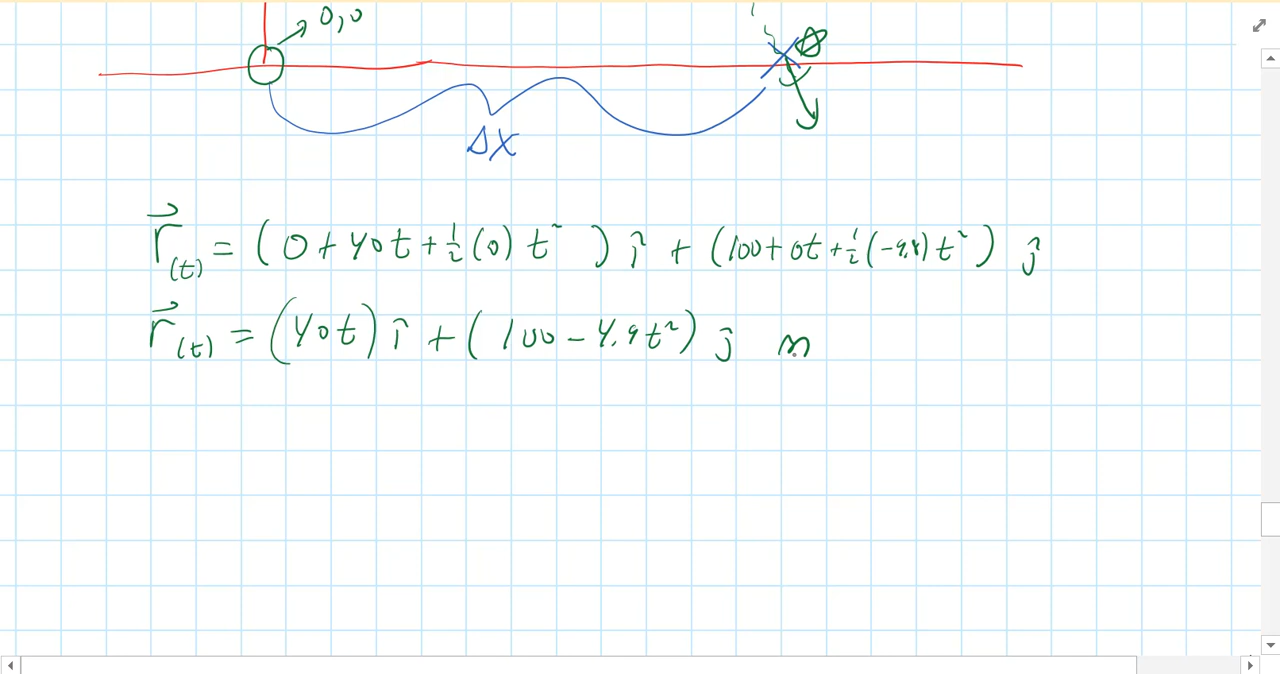 0,0
θ
Δx
r⃗(t) = (0 + 40t + ½(0)t²) î + (100 + 0t + ½(-9.8)t²) ĵ
r⃗(t) = (40t) î + (100 - 4.9t²) ĵ m